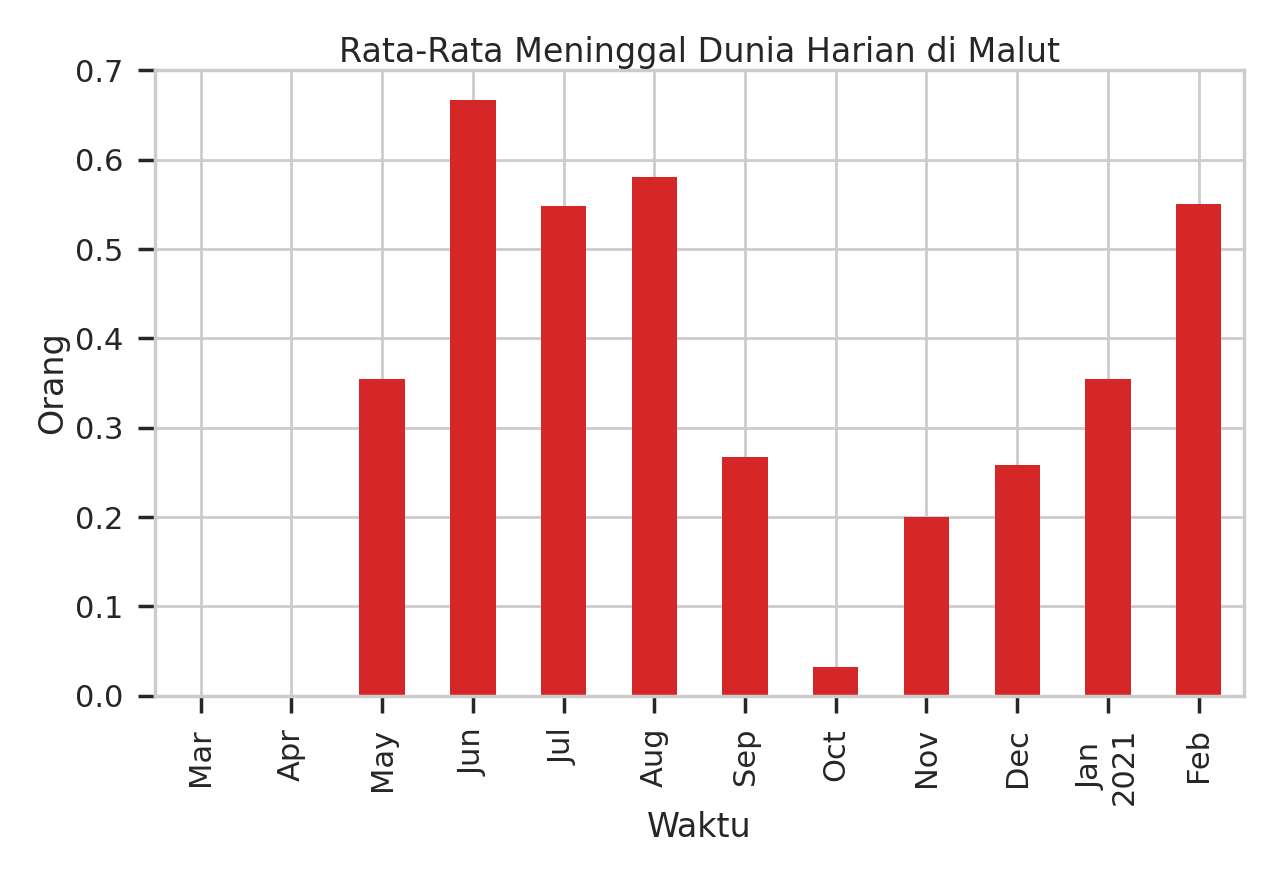 Rata-Rata Meninggal Dunia Harian di Malut
0.7
0.6
0.5
0.4
0.3
0.2
0.1
0.0
Orang
Mar
Apr
May
Jun
Jul
Aug
Sep
Oct
Nov
Dec
Jan
2021
Feb
Waktu